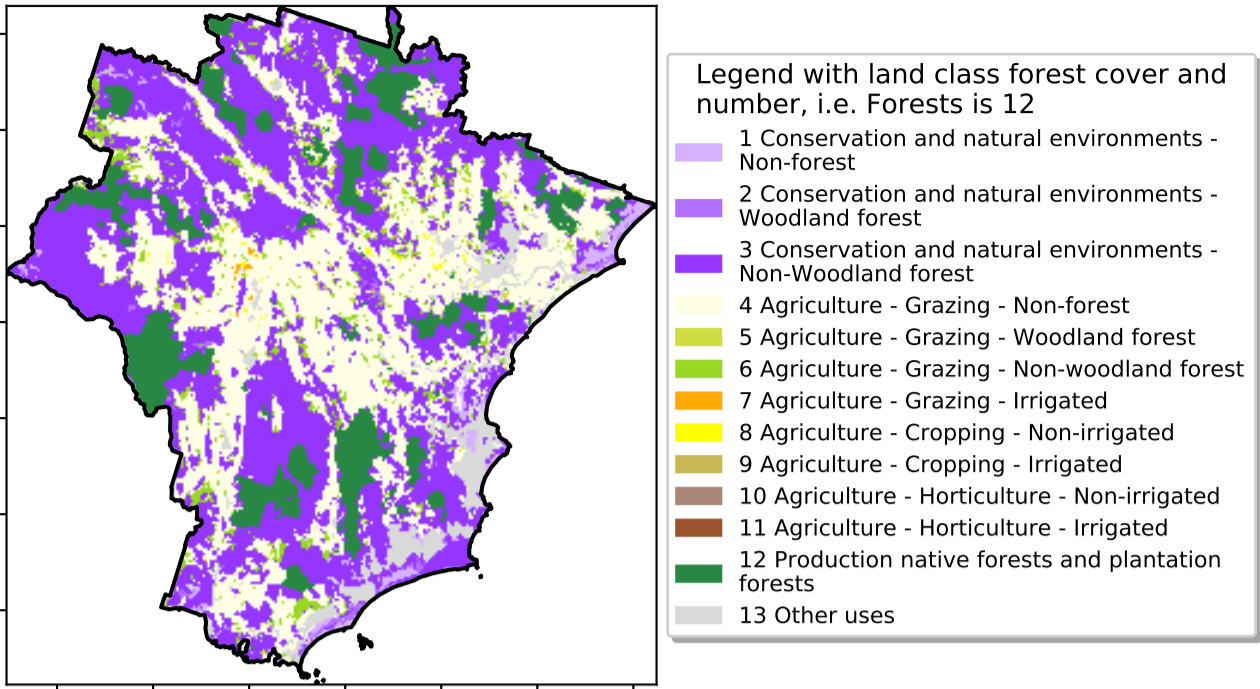 Legend with land class forest cover and
number, i.e. Forests is 12
1 Conservation and natural environments -
Non-forest
2 Conservation and natural environments -
Woodland forest
3 Conservation and natural environments -
Non-Woodland forest
4 Agriculture - Grazing - Non-forest
5 Agriculture - Grazing - Woodland forest
6 Agriculture - Grazing - Non-woodland forest
7 Agriculture - Grazing - Irrigated
8 Agriculture - Cropping - Non-irrigated
9 Agriculture - Cropping - Irrigated
10 Agriculture - Horticulture - Non-irrigated
11 Agriculture - Horticulture - Irrigated
12 Production native forests and plantation
forests
13 Other uses